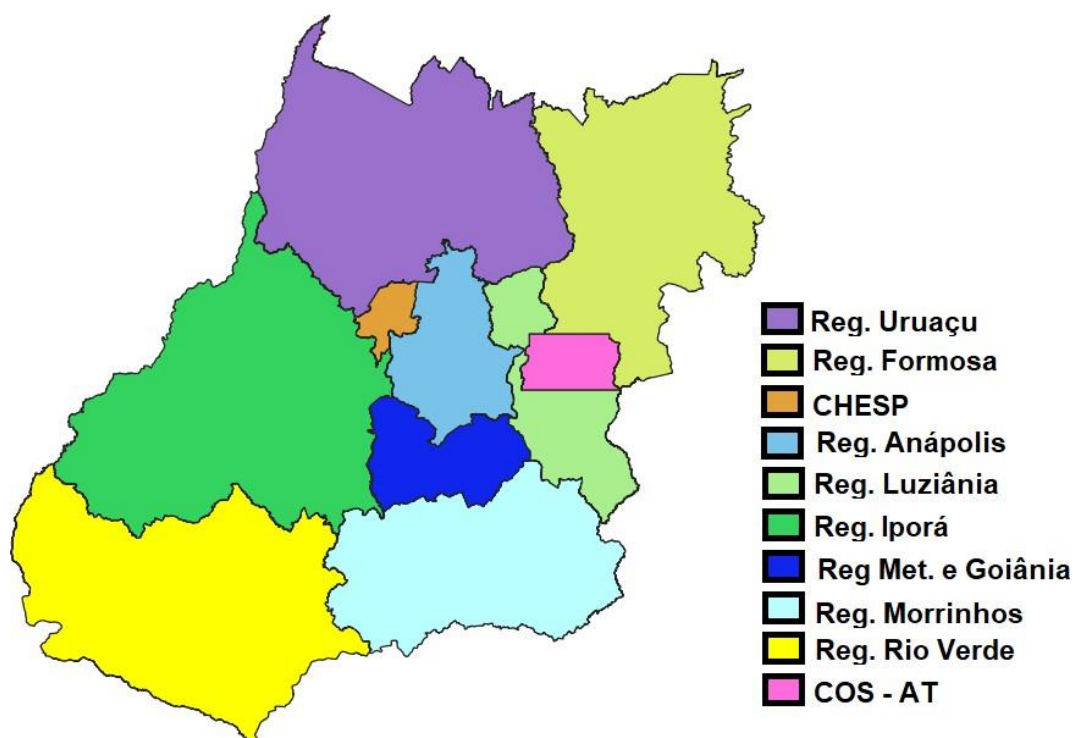 Reg. Uruaçu
Reg. Formosa
CHESP
Reg. Anápolis
Reg. Luziânia
Reg. Iporá
Reg Met. e Goiânia
Reg. Morrinhos
Reg. Rio Verde
COS - AT